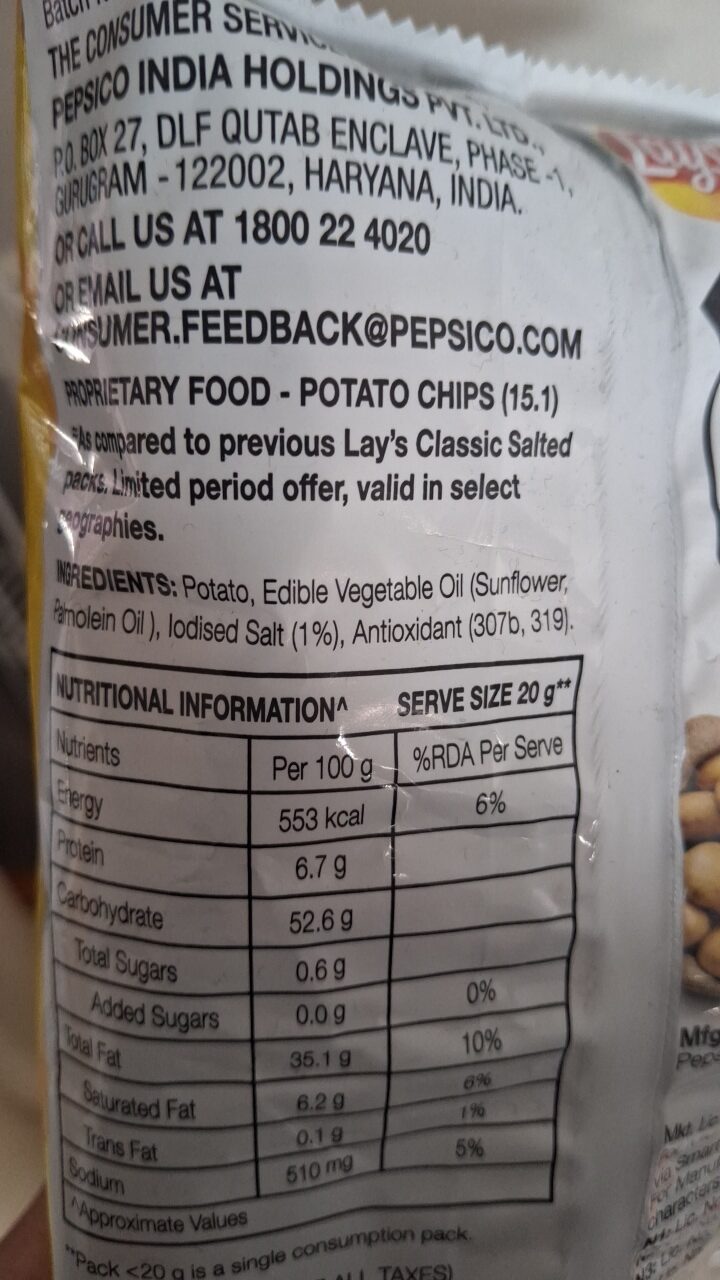 THE CONSUMER
PEPSICO INDIA HOLDINGS PVT. LTD.,
P.O. BOX 27, DLF QUTAB ENCLAVE, PHASE -1,
GURUGRAM - 122002, HARYANA, INDIA.
OR CALL US AT 1800 22 4020
OR EMAIL US AT
CONSUMER.FEEDBACK@PEPSICO.COM
PROPRIETARY FOOD - POTATO CHIPS (15.1)
As compared to previous Lay's Classic Salted
packs. Limited period offer, valid in select
geographies.
INGREDIENTS: Potato, Edible Vegetable Oil (Sunflower,
Palmolein Oil ), Iodised Salt (1%), Antioxidant (307b, 319).
NUTRITIONAL INFORMATION^ SERVE SIZE 20 g**
Nutrients Per 100 g %RDA Per Serve
Energy 553 kcal 6%
Protein 6.7 g
Carbohydrate 52.6 g
Total Sugars 0.6 g
Added Sugars 0.0 g 0%
Total Fat 35.1 g 10%
Saturated Fat 6.2 g 6%
Trans Fat 0.1 g 1%
Sodium 510 mg 5%
^Approximate Values
**Pack <20 g is a single consumption pack.
ALL TAXES)
Lay's